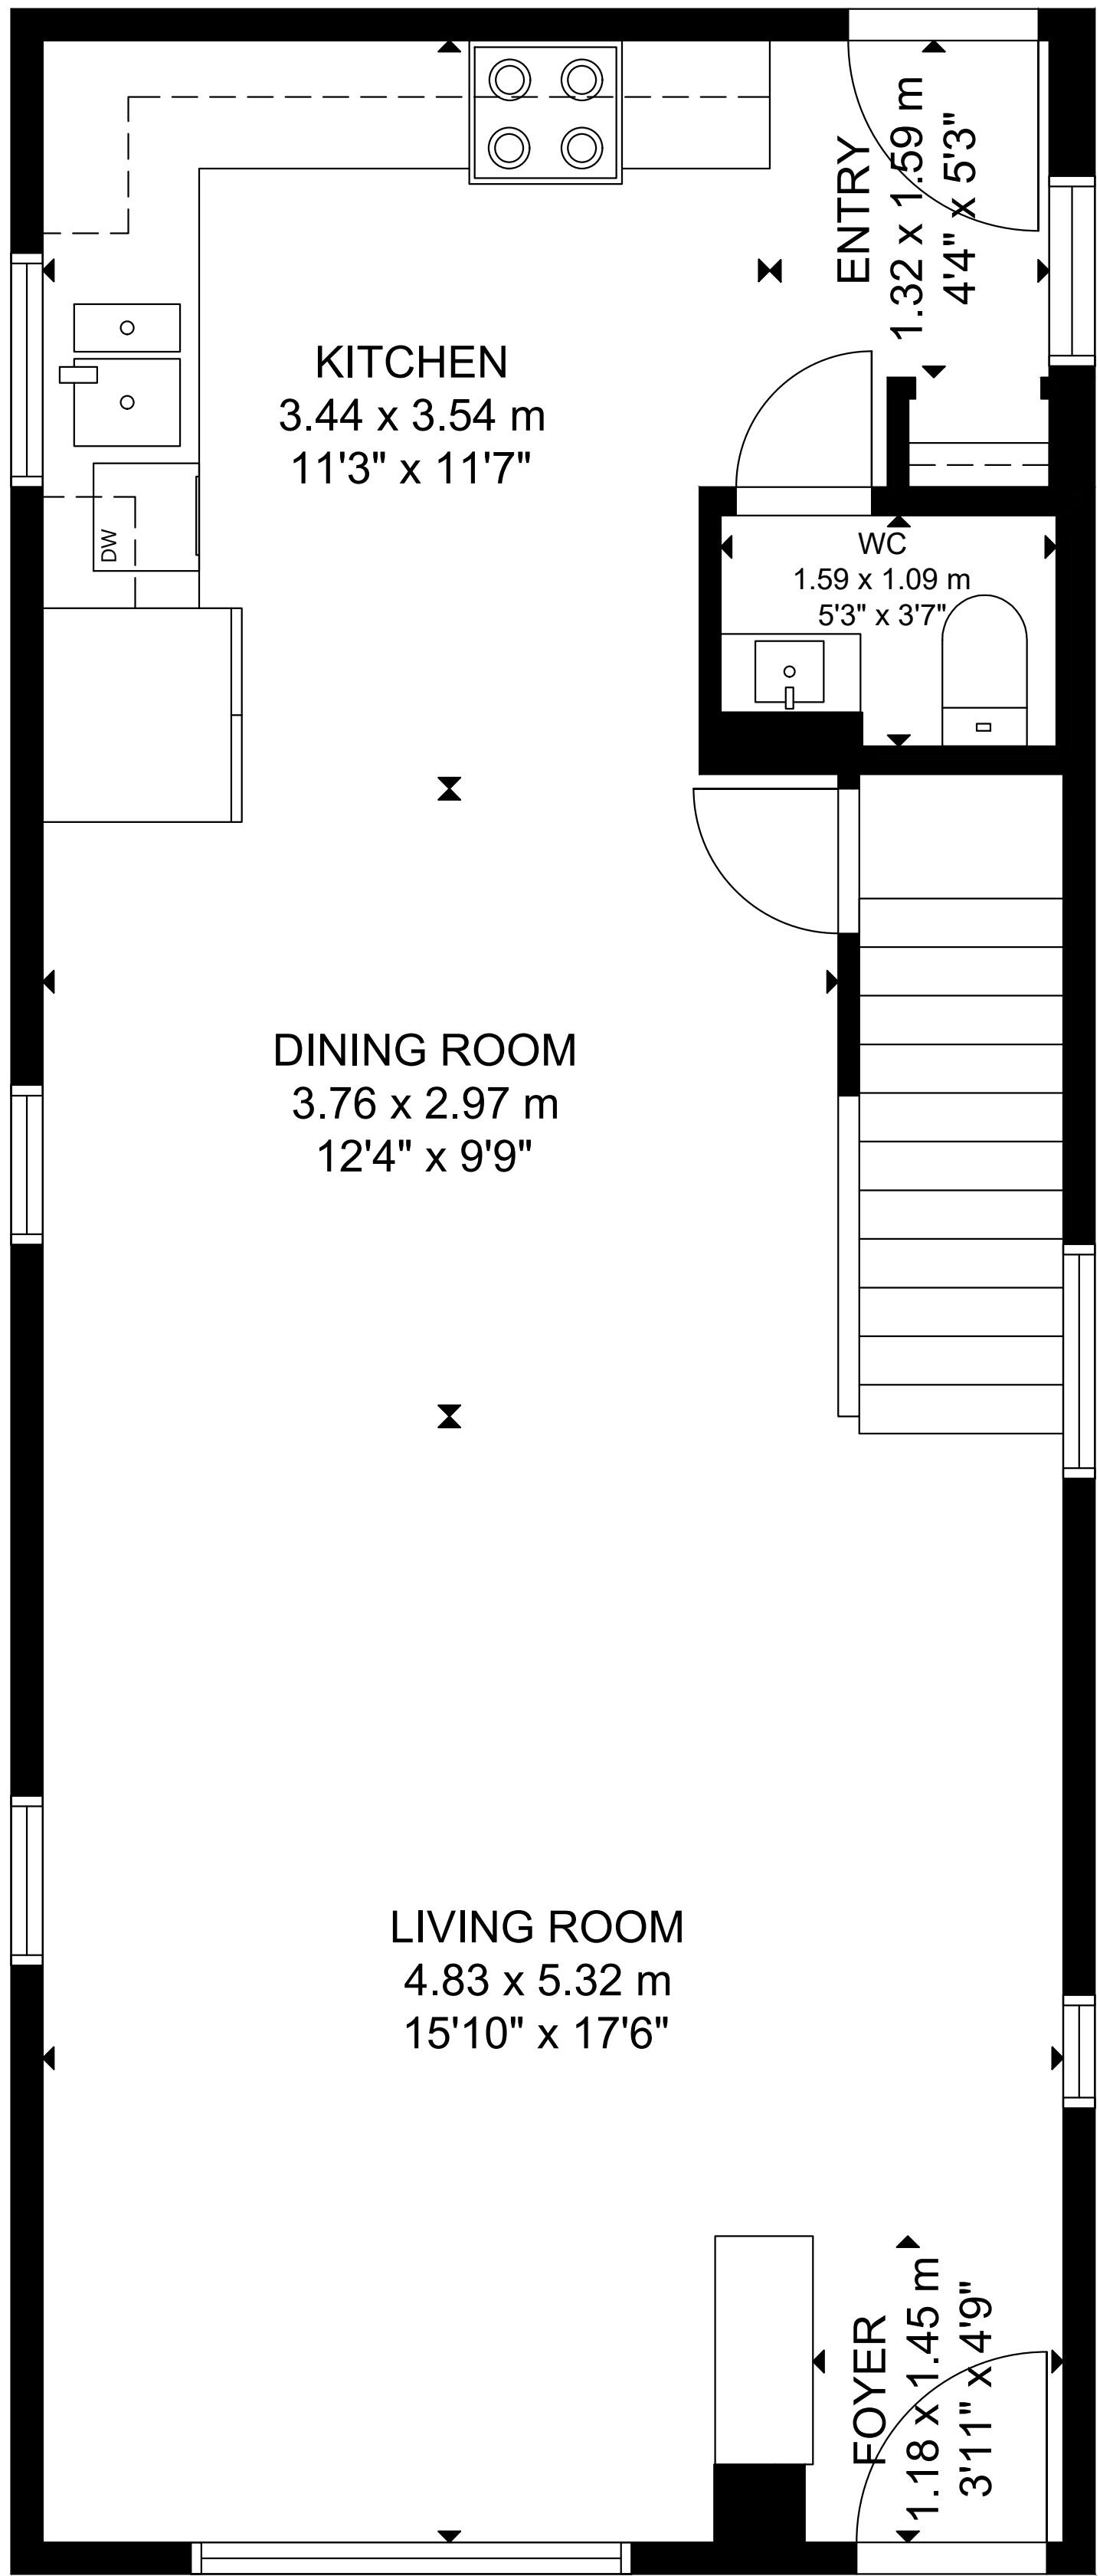 ENTRY
1.32 x 1.59 m
4'4" x 5'3"
KITCHEN
3.44 x 3.54 m
11'3" x 11'7"
DW
WC
1.59 x 1.09 m
5'3" x 3'7"
DINING ROOM
3.76 x 2.97 m
12'4" x 9'9"
LIVING ROOM
4.83 x 5.32 m
15'10" x 17'6"
FOYER
1.18 x 1.45 m
3'11" x 4'9"